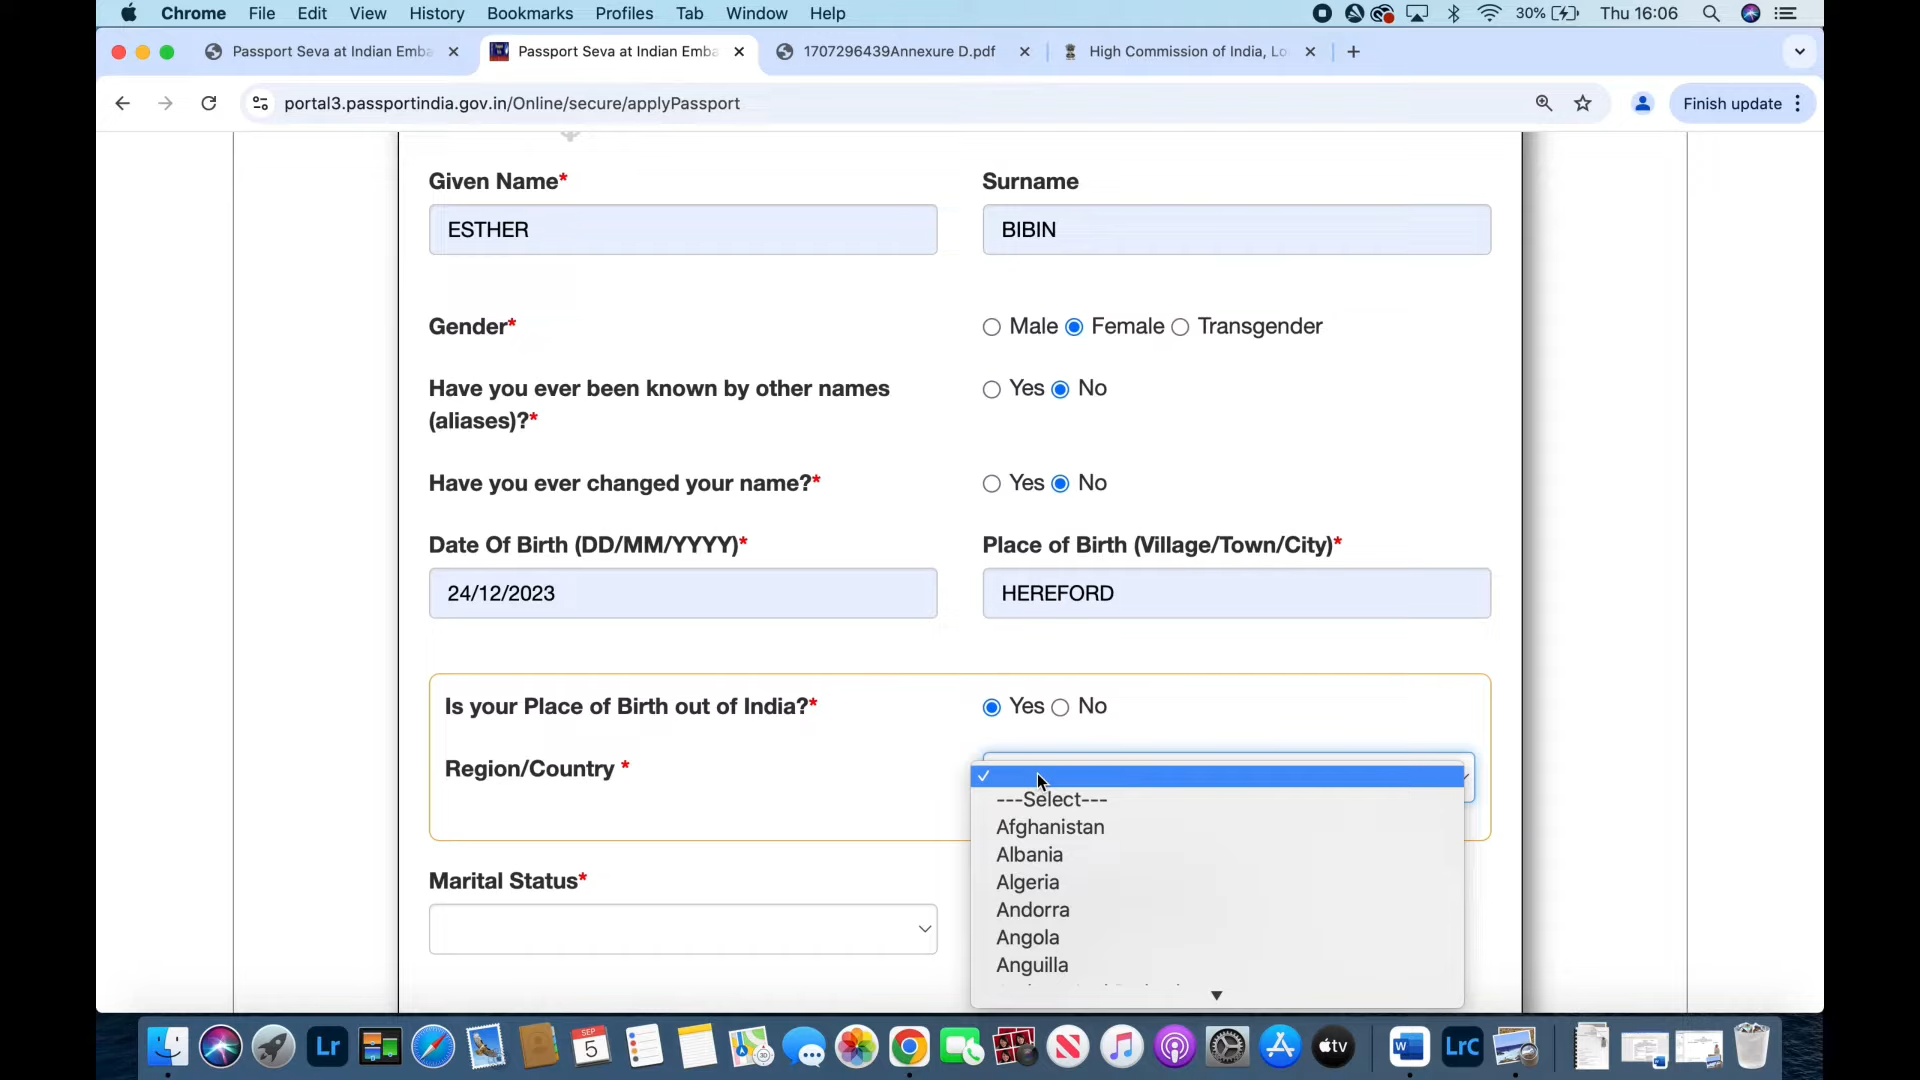 Chrome File Edit View History Bookmarks Profiles Tab Window Help 30% Thu 16:06
Passport Seva at Indian Emba Passport Seva at Indian Emba 1707296439Annexure D.pdf High Commission of India, Lo
portal3.passportindia.gov.in/Online/secure/applyPassport Finish update
Given Name* Surname
ESTHER BIBIN
Gender* Male Female Transgender
Have you ever been known by other names Yes No
(aliases)?*
Have you ever changed your name?* Yes No
Date Of Birth (DD/MM/YYYY)* Place of Birth (Village/Town/City)*
24/12/2023 HEREFORD
Is your Place of Birth out of India?* Yes No
Region/Country *
---Select---
Afghanistan
Albania
Algeria
Marital Status*
Andorra
Angola
Anguilla
Lr SEP 5 30 tv W LrC